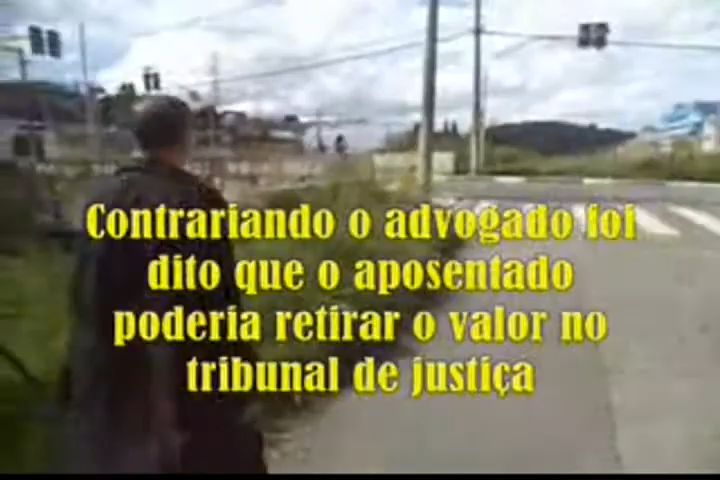 Contrariando o advogado foi
dito que o aposentado
poderia retirar o valor no
tribunal de justiça